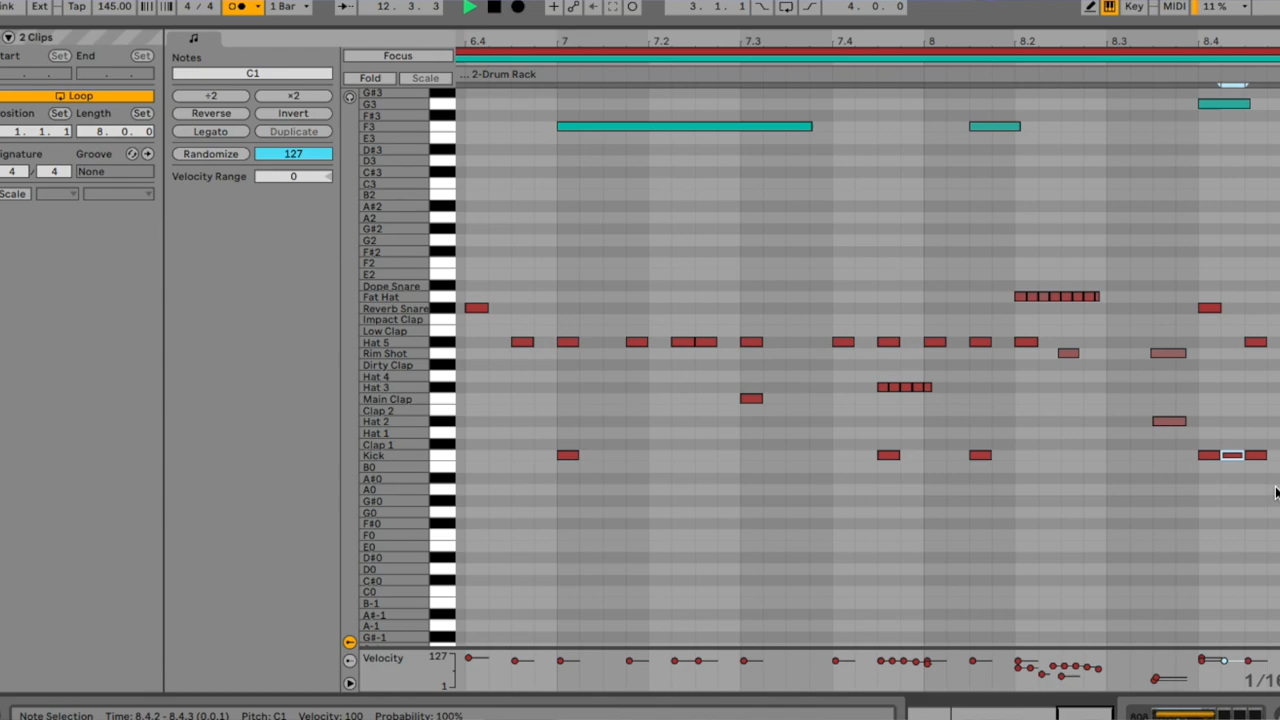 ink Ext Tap 145.00 4 / 4 1 Bar 12. 3. 3 3. 1. 1 4. 0. 0 Key MIDI 11 %
2 Clips
tart Set End Set
Loop
osition Set Length Set
1. 1. 1 8. 0. 0
ignature Groove
4 / 4 None
Scale
Notes
C1
÷2 ×2
Reverse Invert
Legato Duplicate
Randomize 127
Velocity Range 0
Focus
Fold Scale
6.4 7 7.2 7.3 7.4 8 8.2 8.3 8.4
... 2-Drum Rack
G#3
G3
F#3
F3
E3
D#3
D3
C#3
C3
B2
A#2
A2
G#2
G2
F#2
F2
E2
Dope Snare
Fat Hat
Reverb Snare
Impact Clap
Low Clap
Hat 5
Rim Shot
Dirty Clap
Hat 4
Hat 3
Main Clap
Clap 2
Hat 2
Hat 1
Clap 1
Kick
B0
A#0
A0
G#0
G0
F#0
F0
E0
D#0
D0
C#0
C0
B-1
A#-1
A-1
G#-1
Velocity 127
1
1/16
Note Selection Time: 8.4.2 - 8.4.3 (0.0.1) Pitch: C1 Velocity: 100 Probability: 100%
808